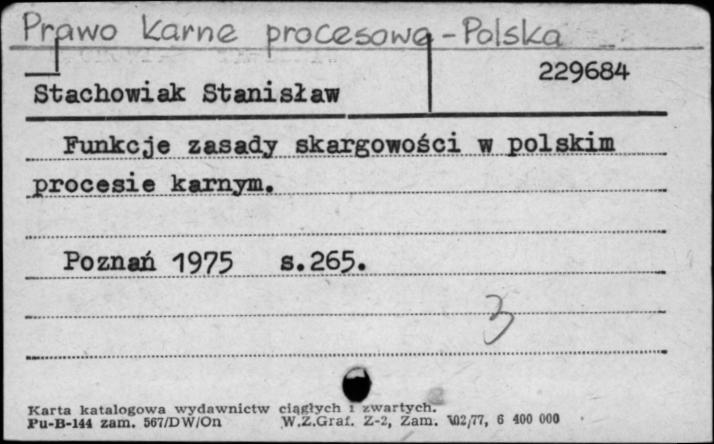 Prawo karne procesowe - Polska
229684
Stachowiak Stanisław
Funkcje zasady skargowości w polskim
procesie karnym.
Poznań 1975 s.265.
3
Karta katalogowa wydawnictw ciągłych i zwartych.
Pu-B-144 zam. 567/DW/On W.Z.Graf. Z-2, Zam. 102/77, 6 400 000